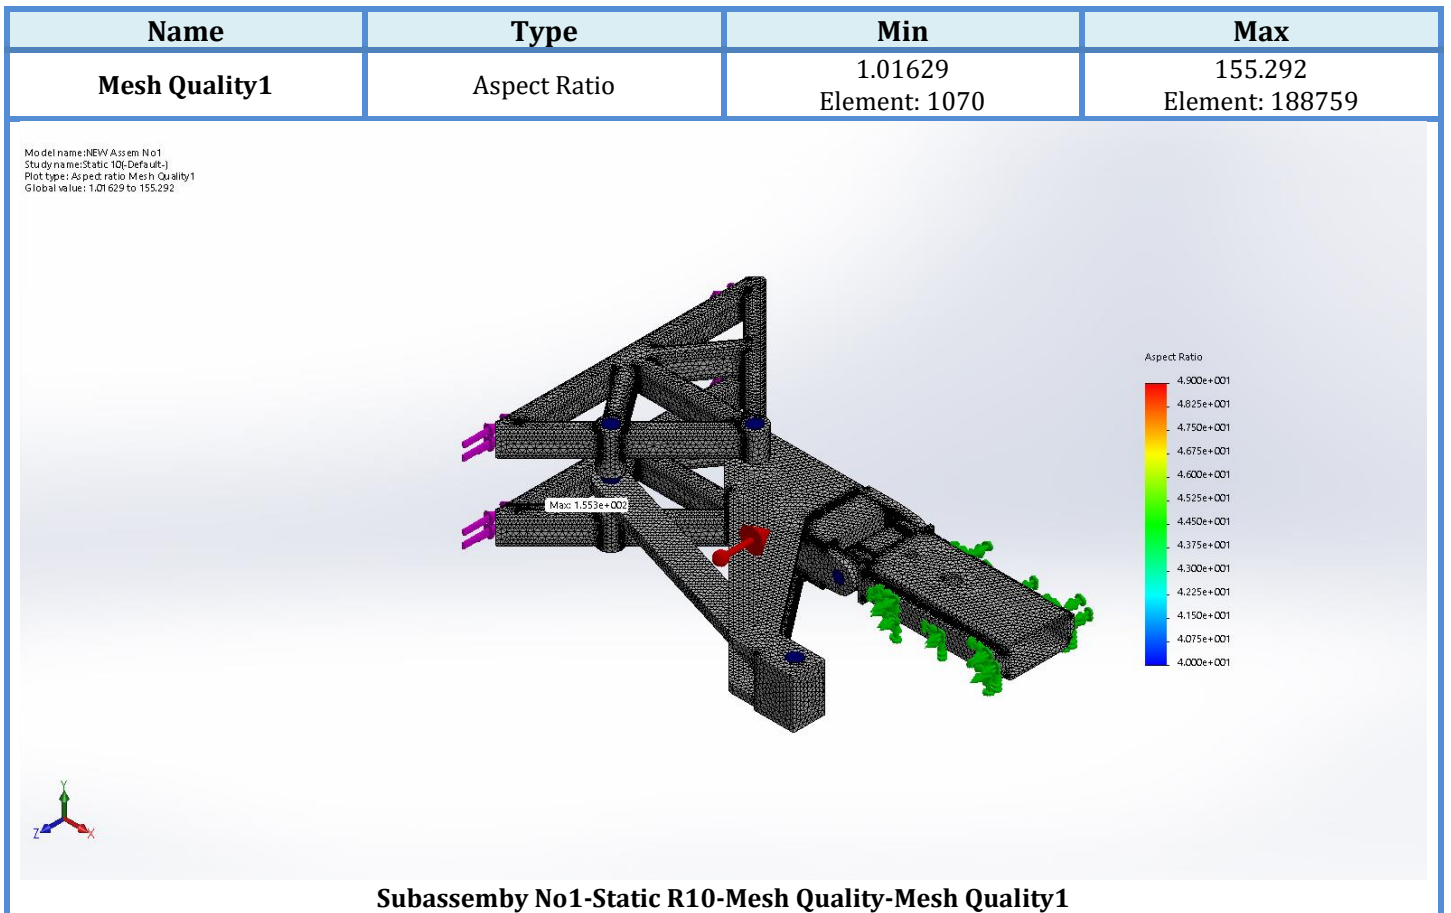 Name Type Min Max
Mesh Quality1 Aspect Ratio 1.01629 155.292
Element: 1070 Element: 188759
Model name:NEW Assem No1
Study name:Static 10(-Default-)
Plot type: Aspect ratio Mesh Quality1
Global value: 1.01629 to 155.292
Max: 1.553e+002
Aspect Ratio
4.900e+001
4.825e+001
4.750e+001
4.675e+001
4.600e+001
4.525e+001
4.450e+001
4.375e+001
4.300e+001
4.225e+001
4.150e+001
4.075e+001
4.000e+001
Y
Z X
Subassemby No1-Static R10-Mesh Quality-Mesh Quality1